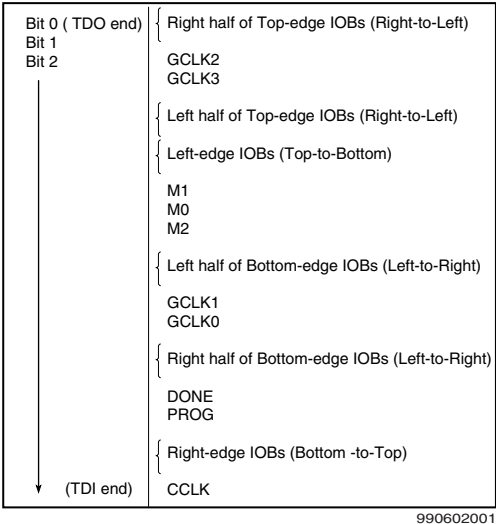 Bit 0 ( TDO end) Right half of Top-edge IOBs (Right-to-Left)
Bit 1
Bit 2
GCLK2
GCLK3
Left half of Top-edge IOBs (Right-to-Left)
Left-edge IOBs (Top-to-Bottom)
M1
M0
M2
Left half of Bottom-edge IOBs (Left-to-Right)
GCLK1
GCLK0
Right half of Bottom-edge IOBs (Left-to-Right)
DONE
PROG
Right-edge IOBs (Bottom -to-Top)
(TDI end) CCLK
990602001